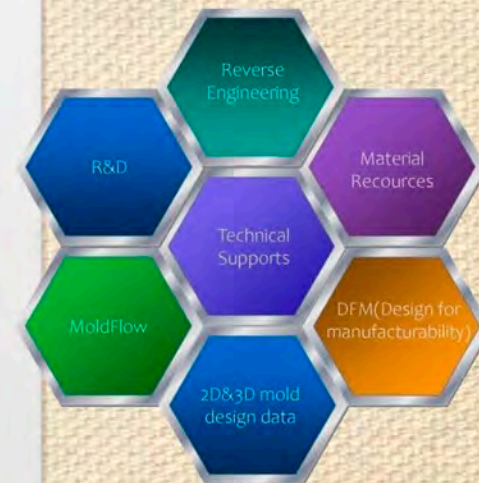 Reverse
Engineering
R&D
Material
Recources
Technical
Supports
MoldFlow
DFM(Design for
manufacturability)
2D&3D mold
design data